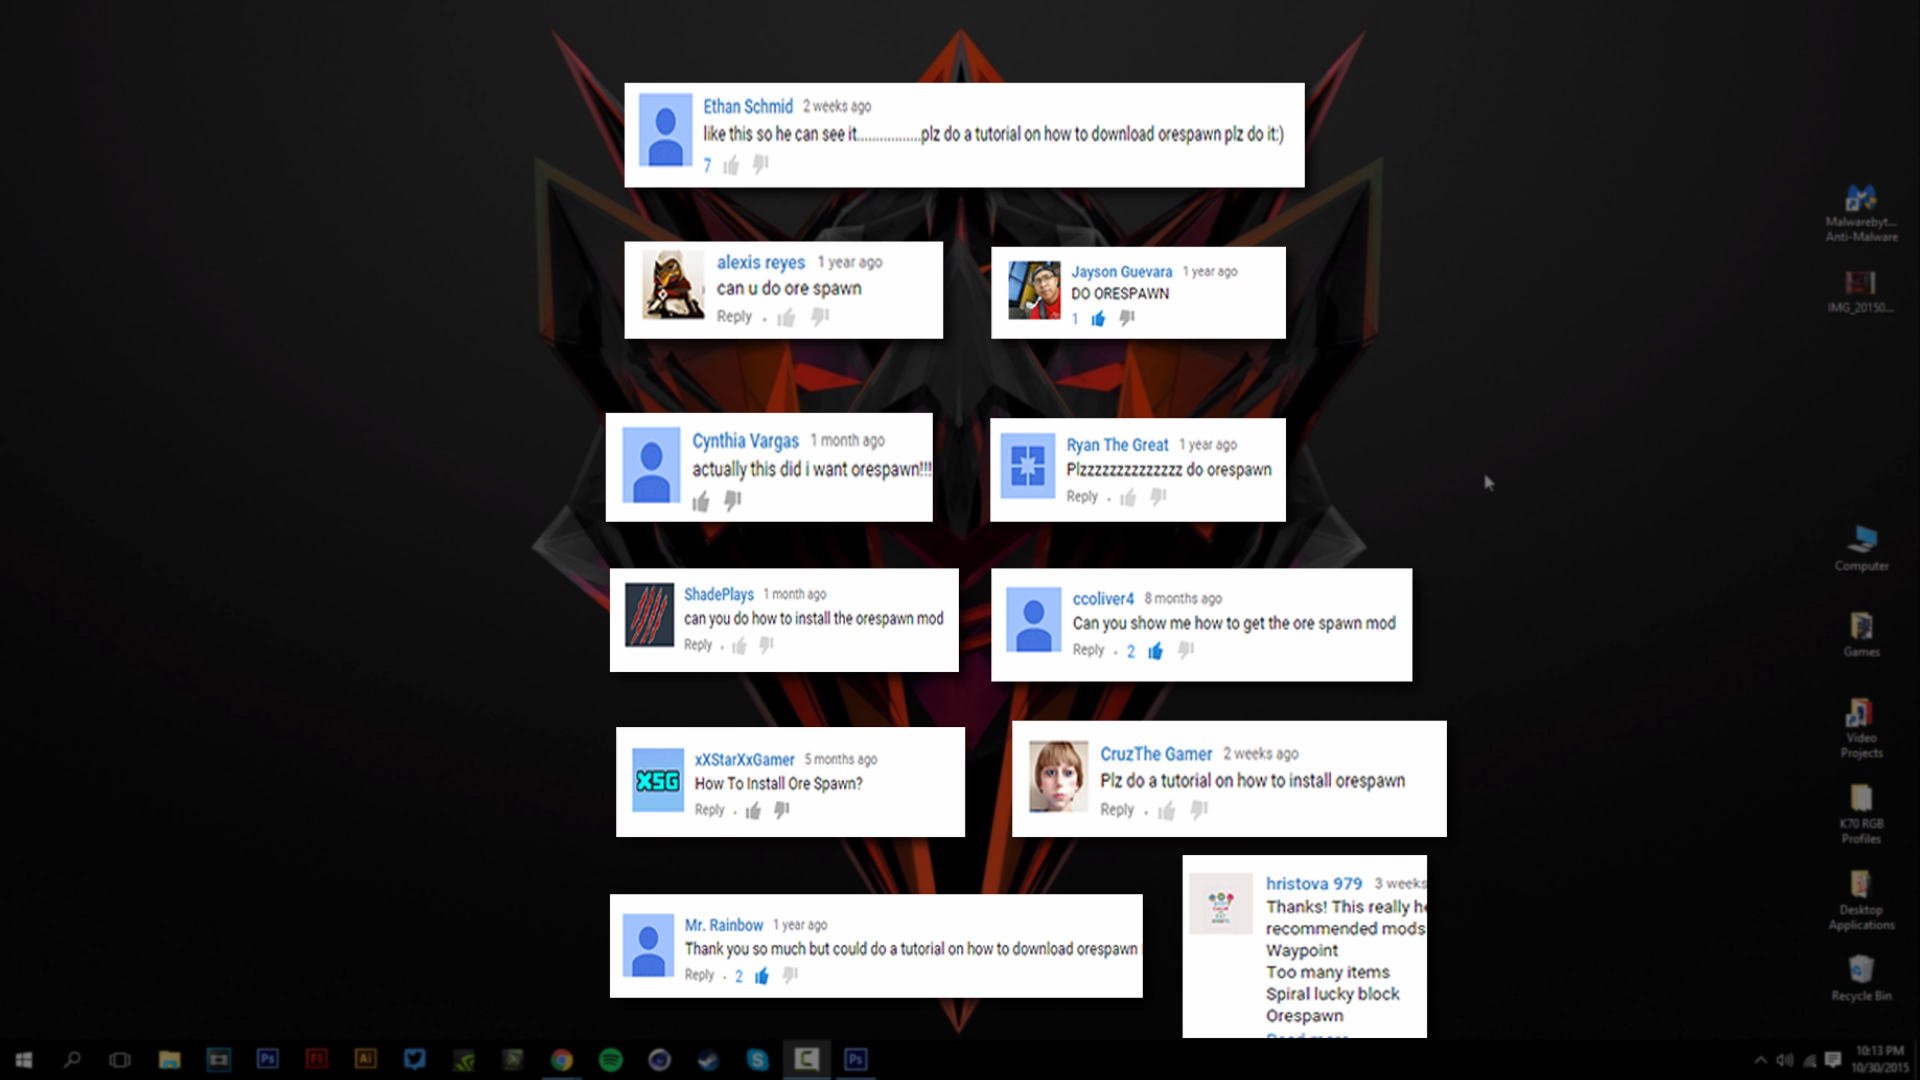 Ethan Schmid 2 weeks ago
like this so he can see it................plz do a tutorial on how to download orespawn plz do it:)
7
alexis reyes 1 year ago
can u do ore spawn
Reply
Jayson Guevara 1 year ago
DO ORESPAWN
1
Cynthia Vargas 1 month ago
actually this did i want orespawn!!!
Ryan The Great 1 year ago
Plzzzzzzzzzzzzzz do orespawn
Reply
ShadePlays 1 month ago
can you do how to install the orespawn mod
Reply
ccoliver4 8 months ago
Can you show me how to get the ore spawn mod
Reply 2
XSG
xXStarXxGamer 5 months ago
How To Install Ore Spawn?
Reply
CruzThe Gamer 2 weeks ago
Plz do a tutorial on how to install orespawn
Reply
Mr. Rainbow 1 year ago
Thank you so much but could do a tutorial on how to download orespawn
Reply 2
hristova 979 3 weeks
Thanks! This really he
recommended mods
Waypoint
Too many items
Spiral lucky block
Orespawn
Read more
Malwarebyt...
Anti-Malware
IMG_20150...
Computer
Games
Video
Projects
K70 RGB
Profiles
Desktop
Applications
Recycle Bin
Ps
Ai
C
Ps
10:13 PM
10/30/2015